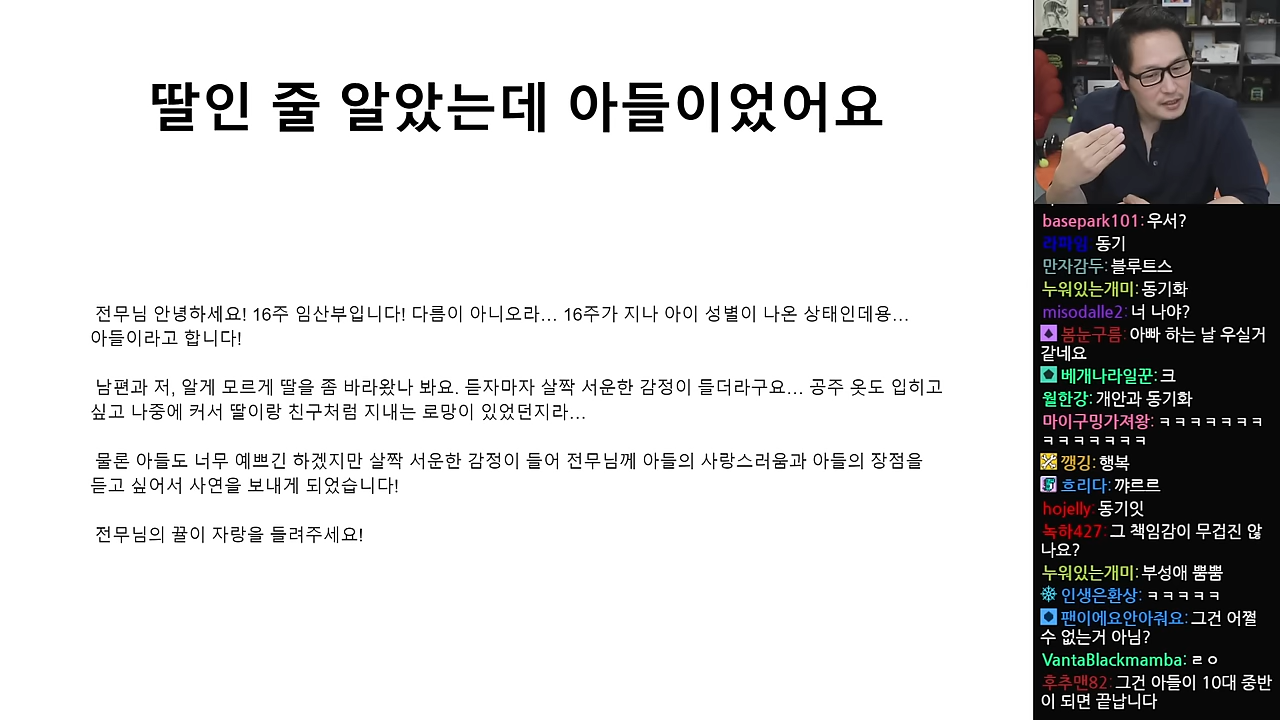 딸인 줄 알았는데 아들이었어요
전무님 안녕하세요! 16주 임산부입니다! 다름이 아니오라... 16주가 지나 아이 성별이 나온 상태인데용...
아들이라고 합니다!
남편과 저, 알게 모르게 딸을 좀 바라왔나 봐요. 듣자마자 살짝 서운한 감정이 들더라구요... 공주 옷도 입히고
싶고 나중에 커서 딸이랑 친구처럼 지내는 로망이 있었던지라...
물론 아들도 너무 예쁘긴 하겠지만 살짝 서운한 감정이 들어 전무님께 아들의 사랑스러움과 아들의 장점을
듣고 싶어서 사연을 보내게 되었습니다!
전무님의 뀰이 자랑을 들려주세요!
basepark101: 우서?
라파임 동기
만자감두: 블루트스
누워있는개미: 동기화
misodalle2: 너 나야?
봄눈구름: 아빠 하는 날 우실거
같네요
베개나라일꾼: 크
월한강: 개안과 동기화
마이구밍가져왕: ㅋㅋㅋㅋㅋㅋㅋ
ㅋㅋㅋㅋㅋㅋㅋ
깽깅: 행복
흐리다: 꺄르르
hojelly: 동기잇
녹하427: 그 책임감이 무겁진 않
나요?
누워있는개미: 부성애 뿜뿜
인생은환상: ㅋㅋㅋㅋㅋ
팬이에요안아줘요: 그건 어쩔
수 없는거 아님?
VantaBlackmamba: ㄹㅇ
후추맨82: 그건 아들이 10대 중반
이 되면 끝납니다